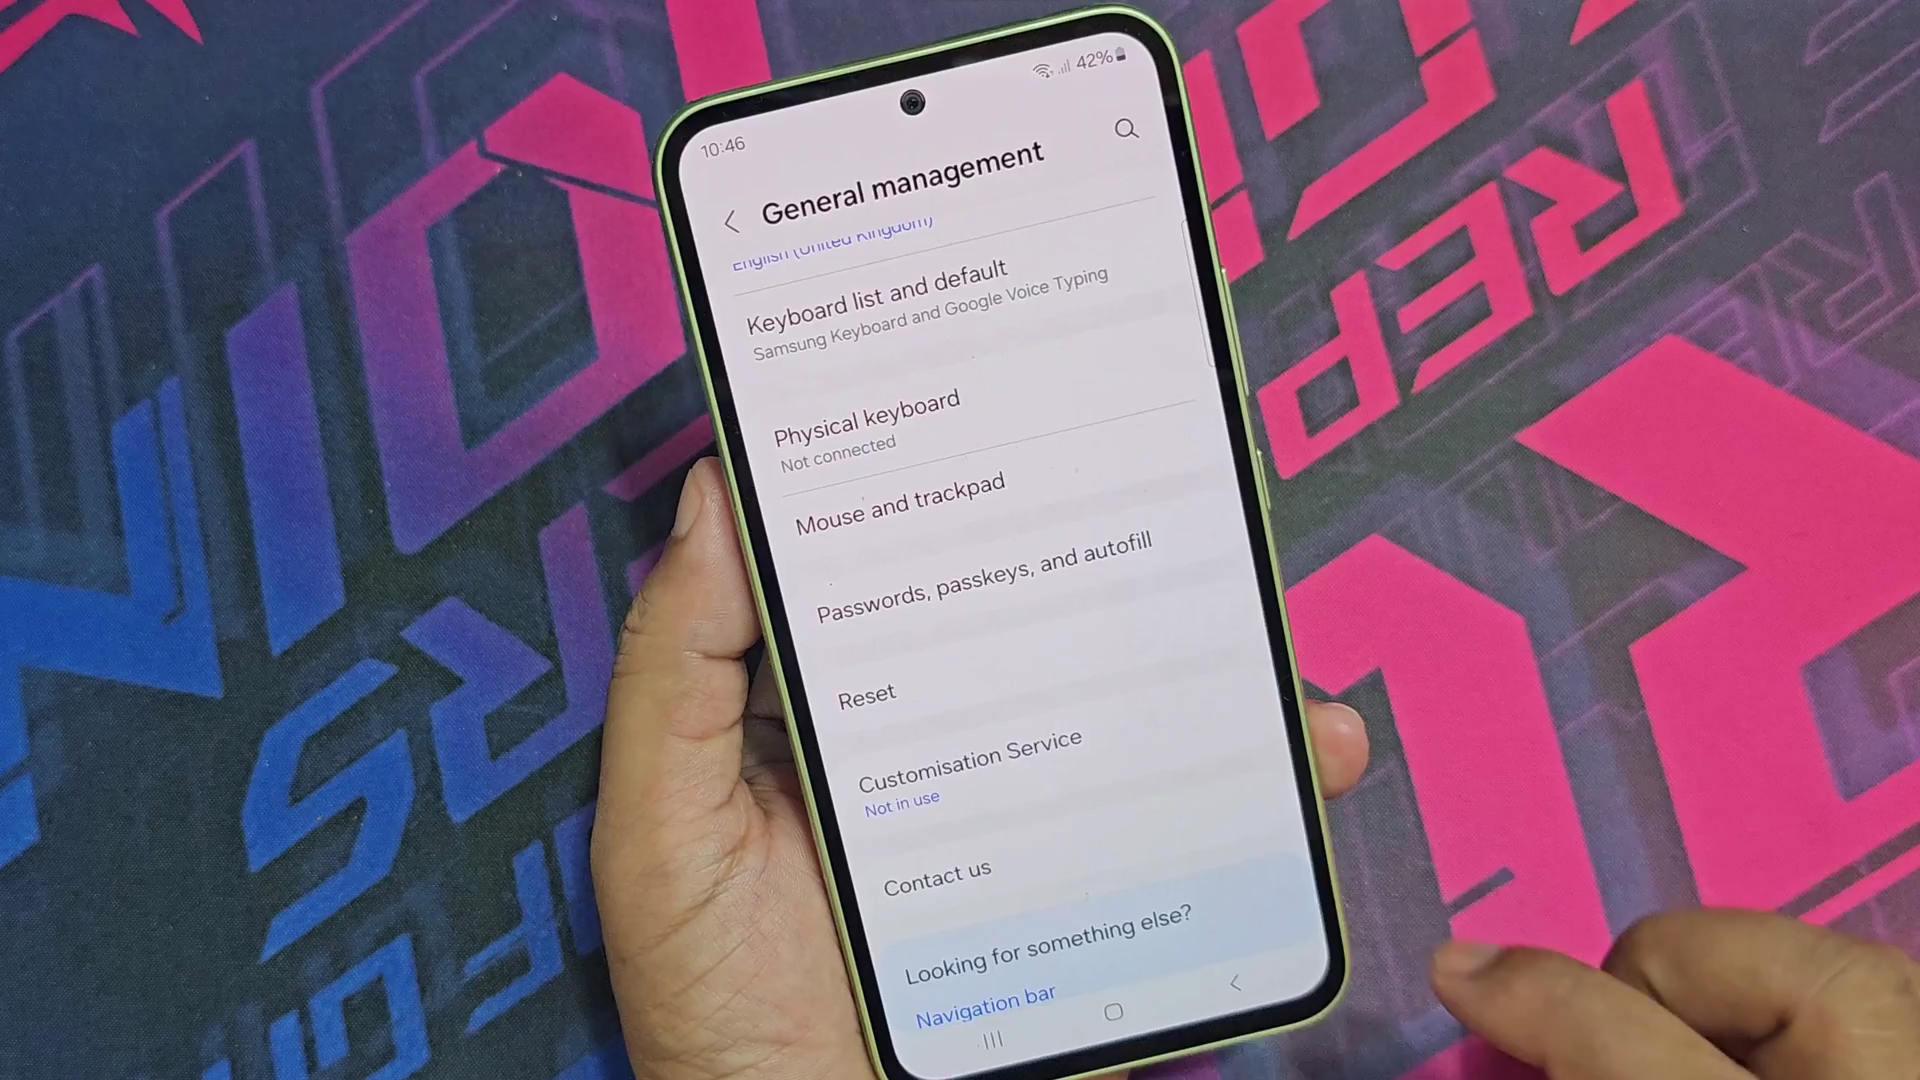 42%
10:46
General management
English (United Kingdom)
Keyboard list and default
Samsung Keyboard and Google Voice Typing
Physical keyboard
Not connected
Mouse and trackpad
Passwords, passkeys, and autofill
Reset
Customisation Service
Not in use
Contact us
Looking for something else?
Navigation bar